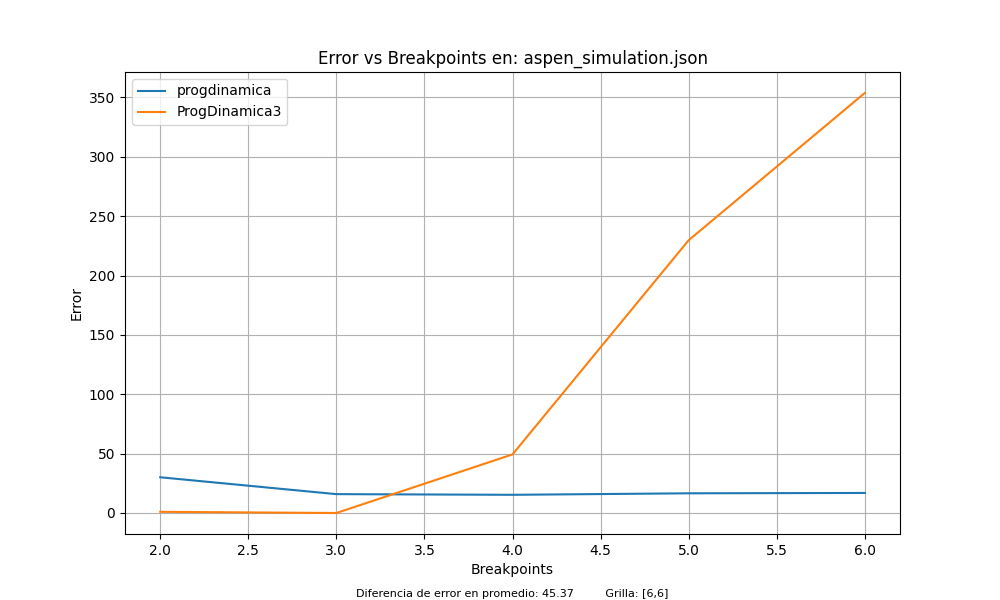 Error vs Breakpoints en: aspen_simulation.json
progdinamica
ProgDinamica3
350
300
250
200
150
100
50
0
Error
2.0 2.5 3.0 3.5 4.0 4.5 5.0 5.5 6.0
Breakpoints
Diferencia de error en promedio: 45.37 Grilla: [6,6]